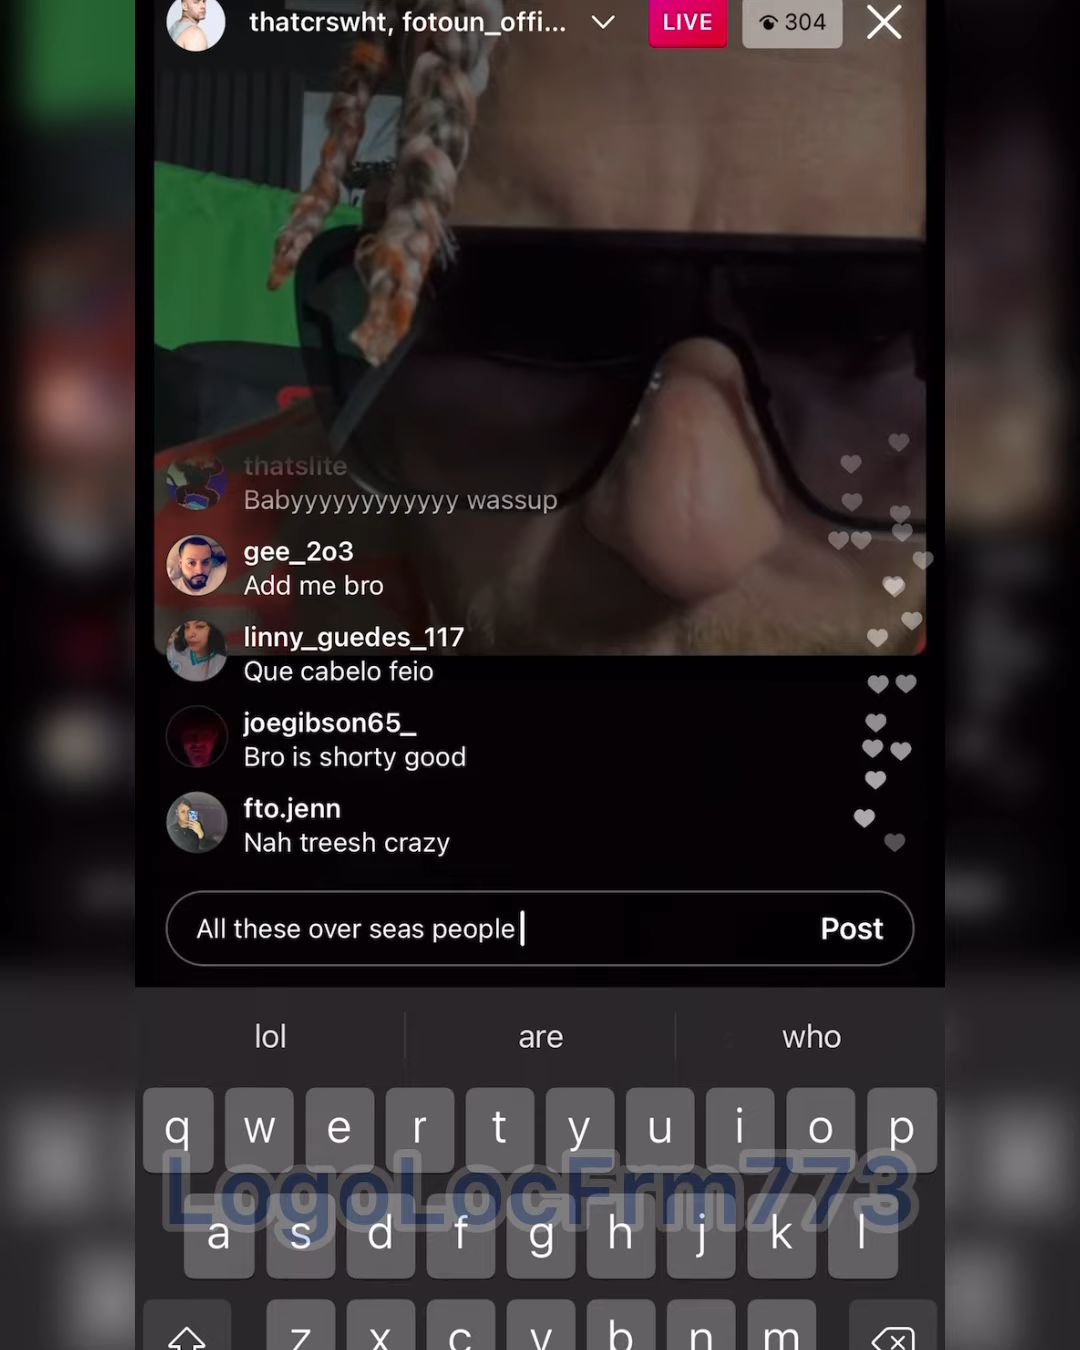 thatcrswht, fotoun_offi...
LIVE
304
thatslite
Babyyyyyyyyyyyy wassup
gee_2o3
Add me bro
linny_guedes_117
Que cabelo feio
joegibson65_
Bro is shorty good
fto.jenn
Nah treesh crazy
All these over seas people
Post
lol are who
q w e r t y u i o p
LogoLocFrm773
a s d f g h j k l
z x c v b n m